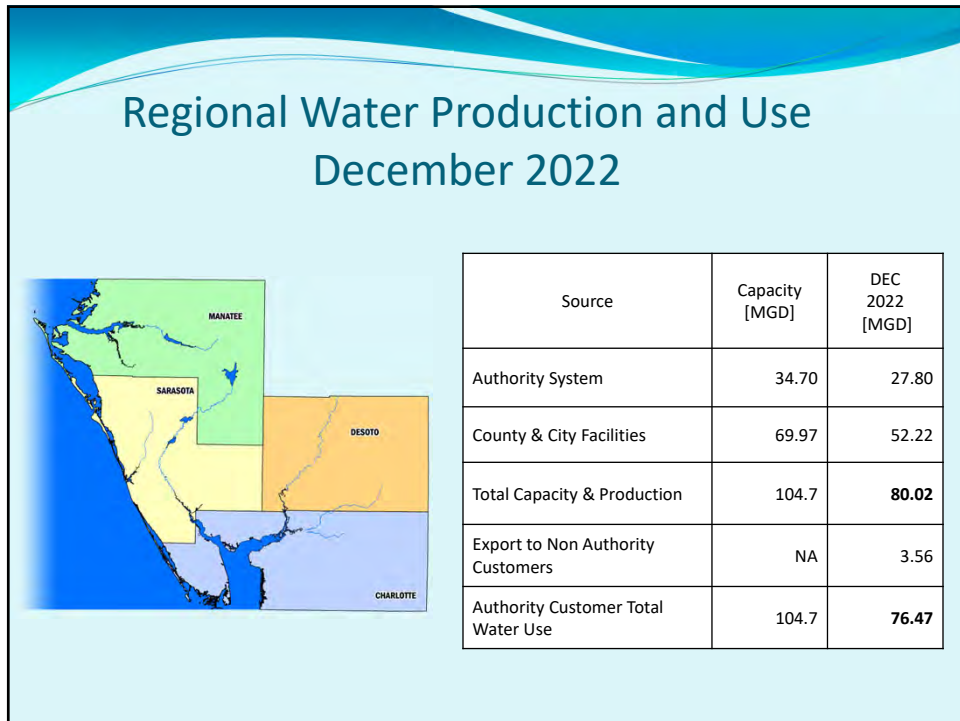 Regional Water Production and Use
December 2022
MANATEE
SARASOTA
DESOTO
CHARLOTTE
Source
Capacity
[MGD]
DEC
2022
[MGD]
Authority System 34.70 27.80
County & City Facilities 69.97 52.22
Total Capacity & Production 104.7 80.02
Export to Non Authority
Customers NA 3.56
Authority Customer Total
Water Use 104.7 76.47